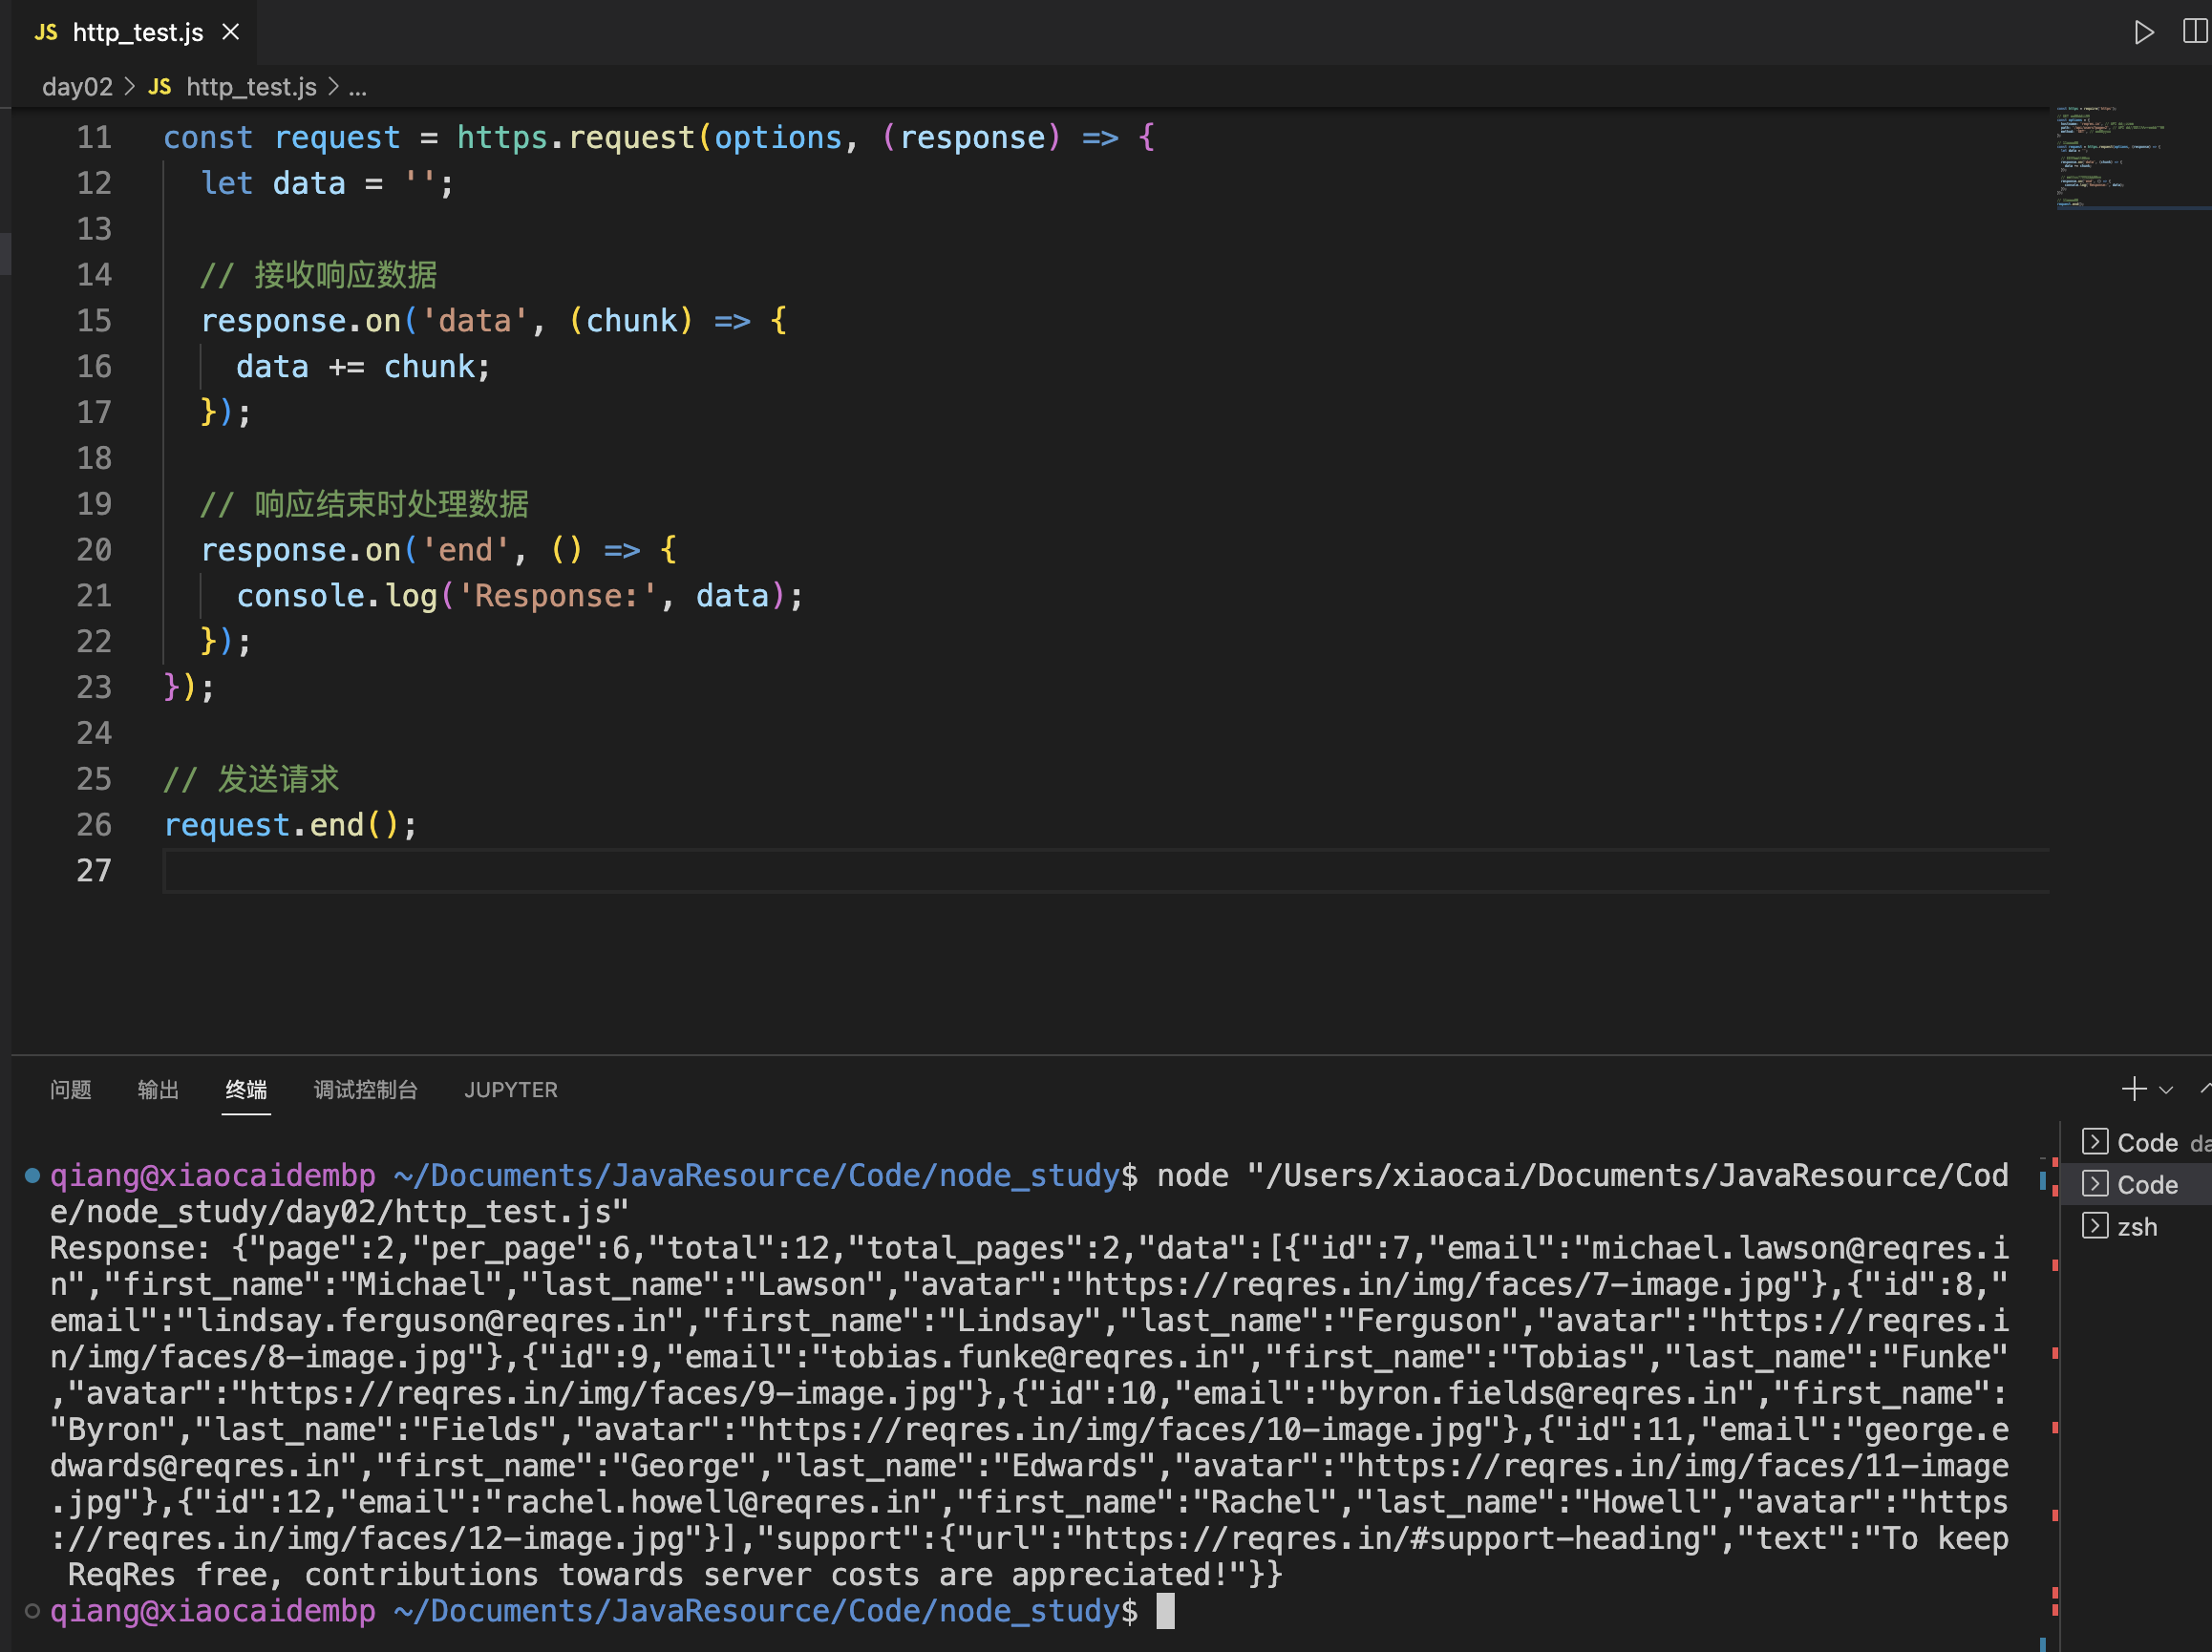 JS http_test.js
day02 > JS http_test.js > ...
11 const request = https.request(options, (response) => {
12 let data = '';
13
14 // 接收响应数据
15 response.on('data', (chunk) => {
16 data += chunk;
17 });
18
19 // 响应结束时处理数据
20 response.on('end', () => {
21 console.log('Response:', data);
22 });
23 });
24
25 // 发送请求
26 request.end();
27
问题 输出 终端 调试控制台 JUPYTER
Code da
Code
zsh
qiang@xiaocaidembp ~/Documents/JavaResource/Code/node_study$ node "/Users/xiaocai/Documents/JavaResource/Cod
e/node_study/day02/http_test.js"
Response: {"page":2,"per_page":6,"total":12,"total_pages":2,"data":[{"id":7,"email":"michael.lawson@reqres.i
n","first_name":"Michael","last_name":"Lawson","avatar":"https://reqres.in/img/faces/7-image.jpg"},{"id":8,"
email":"lindsay.ferguson@reqres.in","first_name":"Lindsay","last_name":"Ferguson","avatar":"https://reqres.i
n/img/faces/8-image.jpg"},{"id":9,"email":"tobias.funke@reqres.in","first_name":"Tobias","last_name":"Funke"
,"avatar":"https://reqres.in/img/faces/9-image.jpg"},{"id":10,"email":"byron.fields@reqres.in","first_name":
"Byron","last_name":"Fields","avatar":"https://reqres.in/img/faces/10-image.jpg"},{"id":11,"email":"george.e
dwards@reqres.in","first_name":"George","last_name":"Edwards","avatar":"https://reqres.in/img/faces/11-image
.jpg"},{"id":12,"email":"rachel.howell@reqres.in","first_name":"Rachel","last_name":"Howell","avatar":"https
://reqres.in/img/faces/12-image.jpg"}],"support":{"url":"https://reqres.in/#support-heading","text":"To keep
 ReqRes free, contributions towards server costs are appreciated!"}}
qiang@xiaocaidembp ~/Documents/JavaResource/Code/node_study$